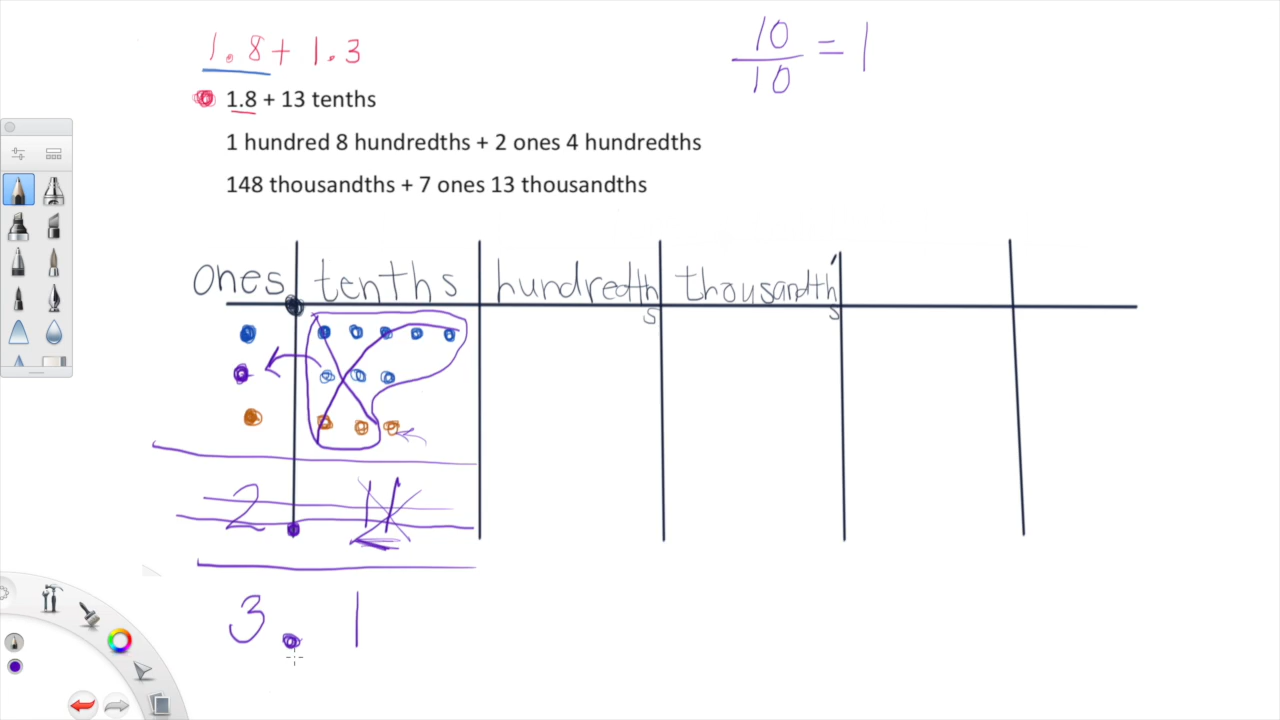 10
1.8 + 1.3 — = 1
10
1.8 + 13 tenths
1 hundred 8 hundredths + 2 ones 4 hundredths
148 thousandths + 7 ones 13 thousandths
ones tenths hundredths thousandths
2 . 11
3 . 1